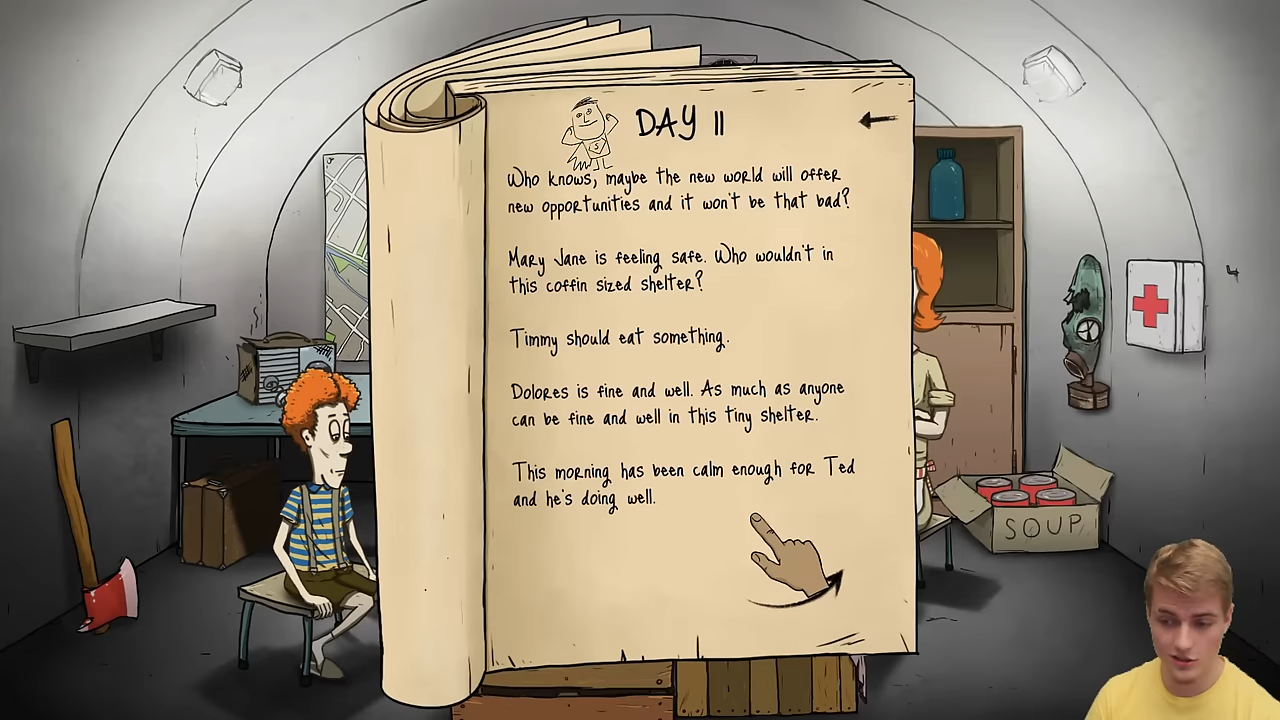 DAY 11
Who knows, maybe the new world will offer
new opportunities and it won't be that bad?
Mary Jane is feeling safe. Who wouldn't in
this coffin sized shelter?
Timmy should eat something.
Dolores is fine and well. As much as anyone
can be fine and well in this tiny shelter.
This morning has been calm enough for Ted
and he's doing well.
SOUP